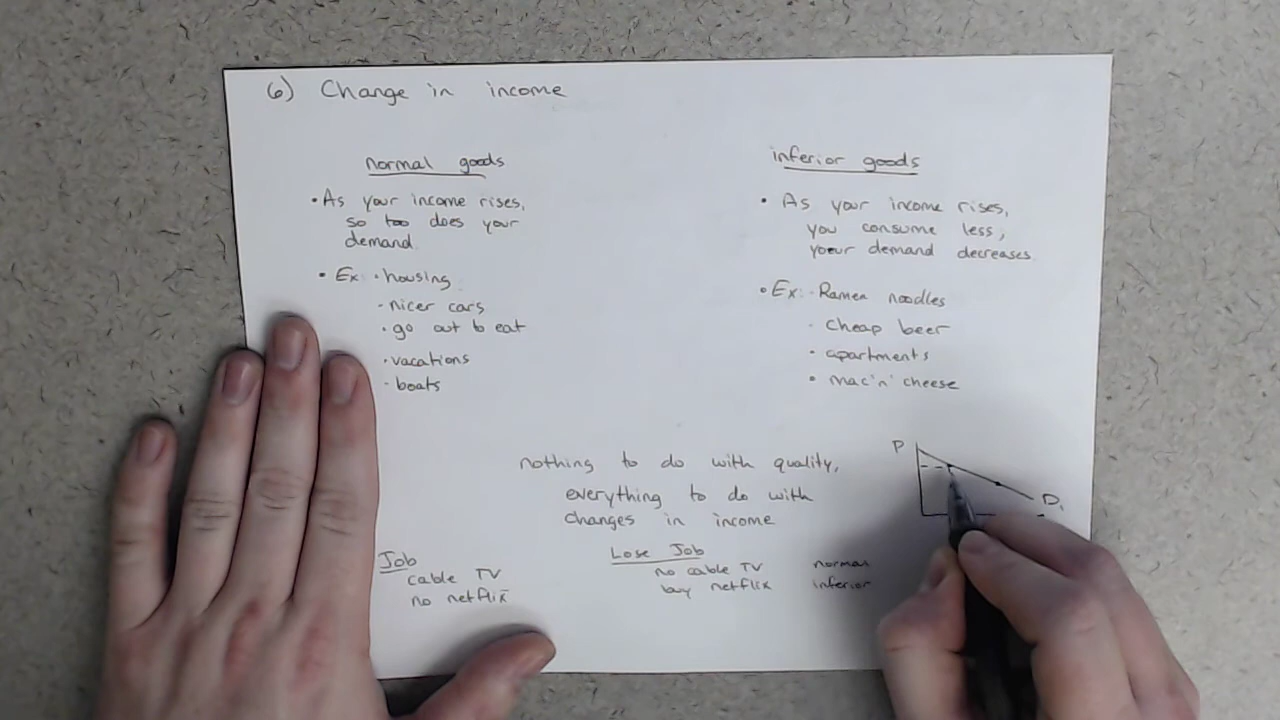 6) Change in income
normal goods
• As your income rises,
so too does your
demand.
• Ex: • housing
- nicer cars
• go out to eat
• vacations
- boats
inferior goods
• As your income rises,
you consume less,
your demand decreases.
• Ex: - Ramen noodles
- cheap beer
• apartments
• mac'n'cheese
nothing to do with quality,
everything to do with
changes in income
Job
cable TV
no netflix
Lose Job
no cable TV normal
buy netflix inferior
P
D₁